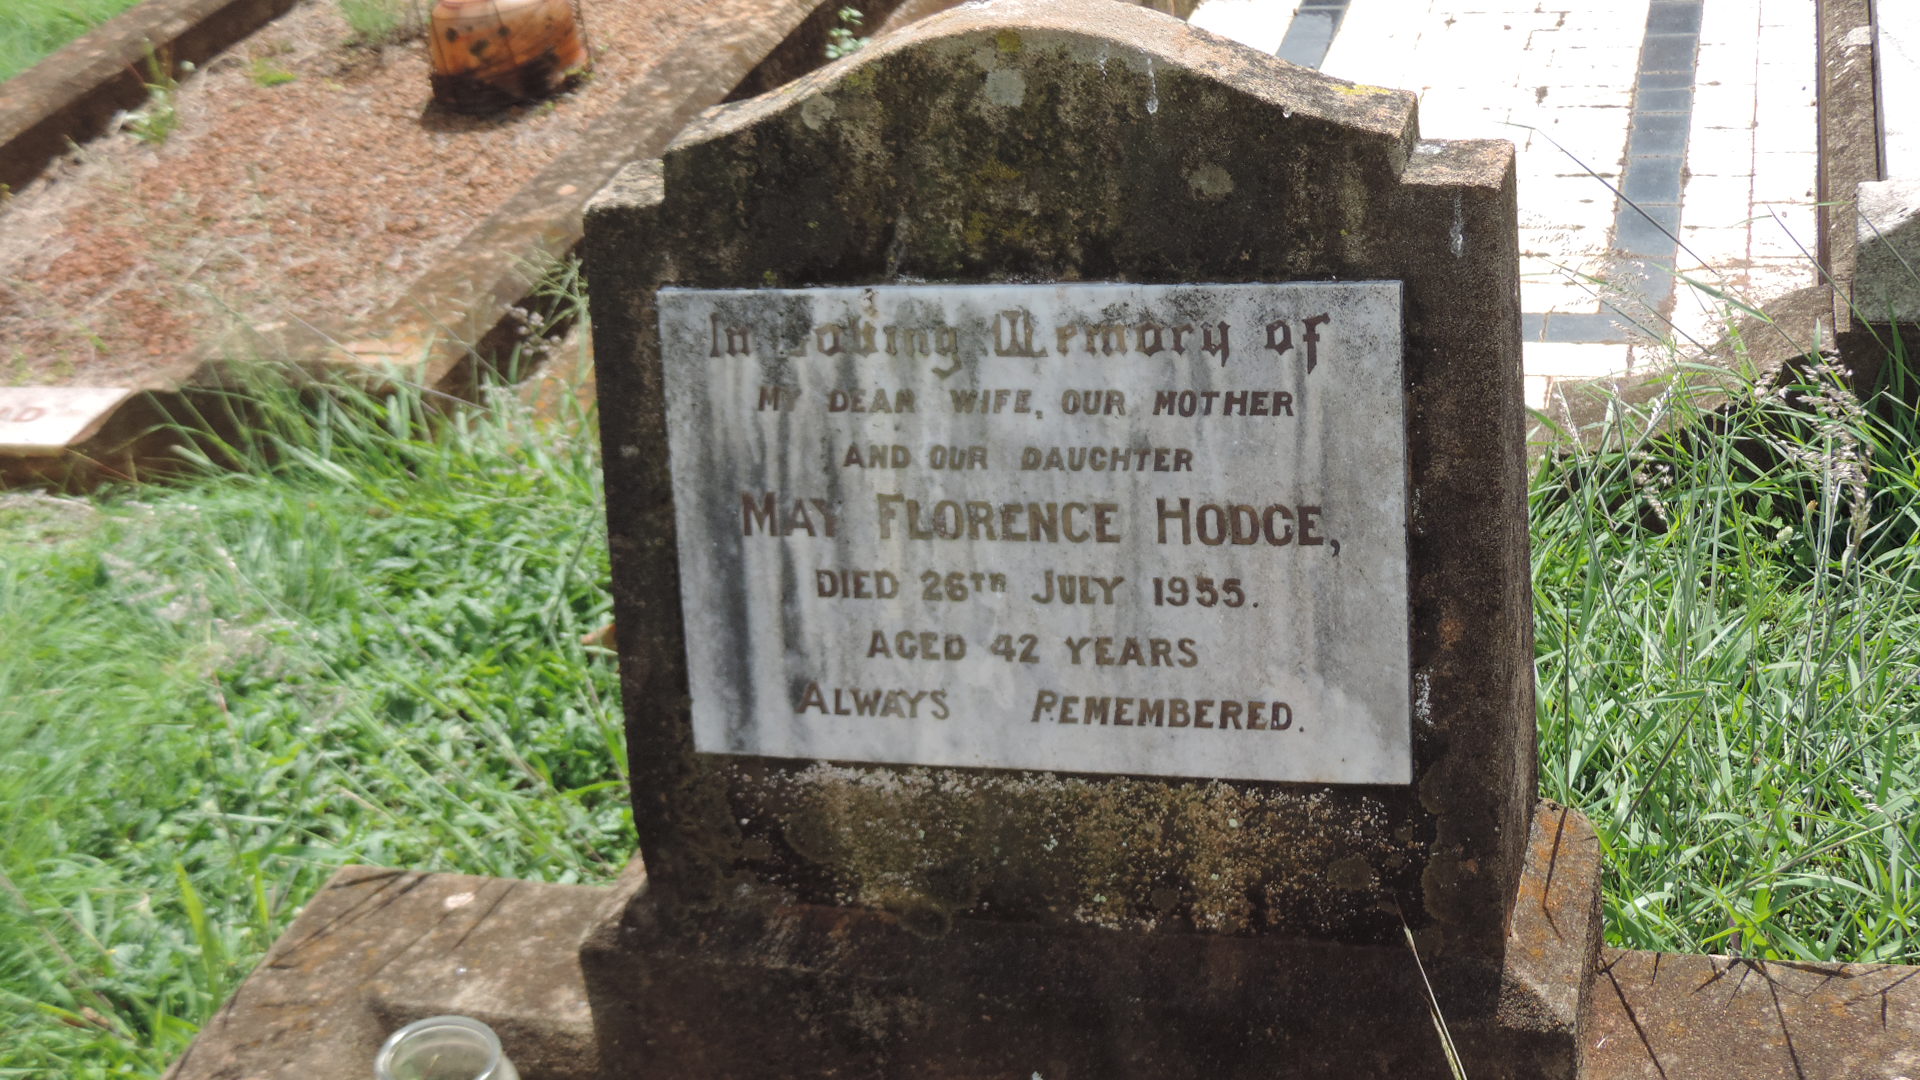 In Loving Memory of
MY DEAR WIFE, OUR MOTHER
AND OUR DAUGHTER
MAY FLORENCE HODGE,
DIED 26TH JULY 1955.
AGED 42 YEARS
ALWAYS REMEMBERED.